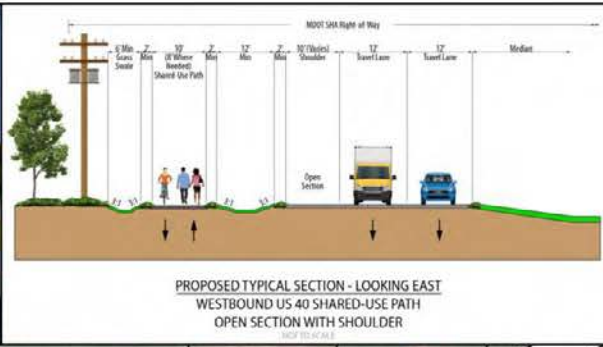 MDOT SHA Right of Way
6' Min Grass Swale
2' Min
10' (8' Where Needed) Shared-Use Path
2' Min
12' Min
2' Min
10' (Varies) Shoulder
12' Travel Lane
12' Travel Lane
Median
Open Section
3:1
3:1
3:1
3:1
PROPOSED TYPICAL SECTION - LOOKING EAST
WESTBOUND US 40 SHARED-USE PATH
OPEN SECTION WITH SHOULDER
NOT TO SCALE